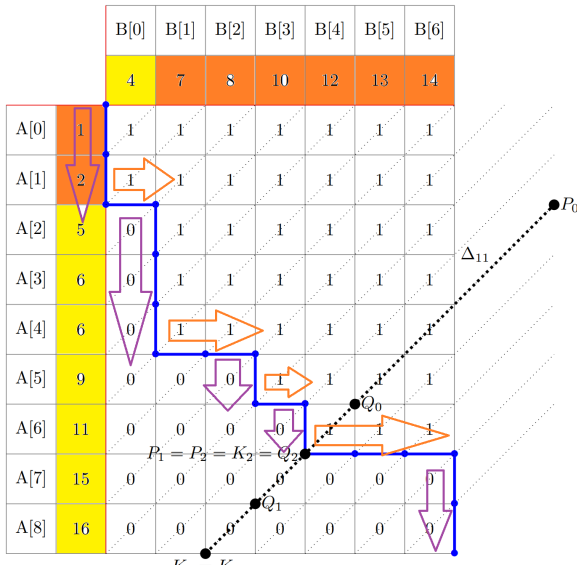 B[0] B[1] B[2] B[3] B[4] B[5] B[6]
4 7 8 10 12 13 14
A[0] 1 1 1 1 1 1 1 1
A[1] 2 1 1 1 1 1 1 1
P₀
A[2] 5 0 1 1 1 1 1 1
Δ₁₁
A[3] 6 0 1 1 1 1 1 1
A[4] 6 0 1 1 1 1 1 1
A[5] 9 0 0 0 1 1 1 1
Q₀
A[6] 11 0 0 0 0 1 1 1
P₁ = P₂ = K₂ = Q₂
A[7] 15 0 0 0 0 0 0 0
Q₁
A[8] 16 0 0 0 0 0 0 0